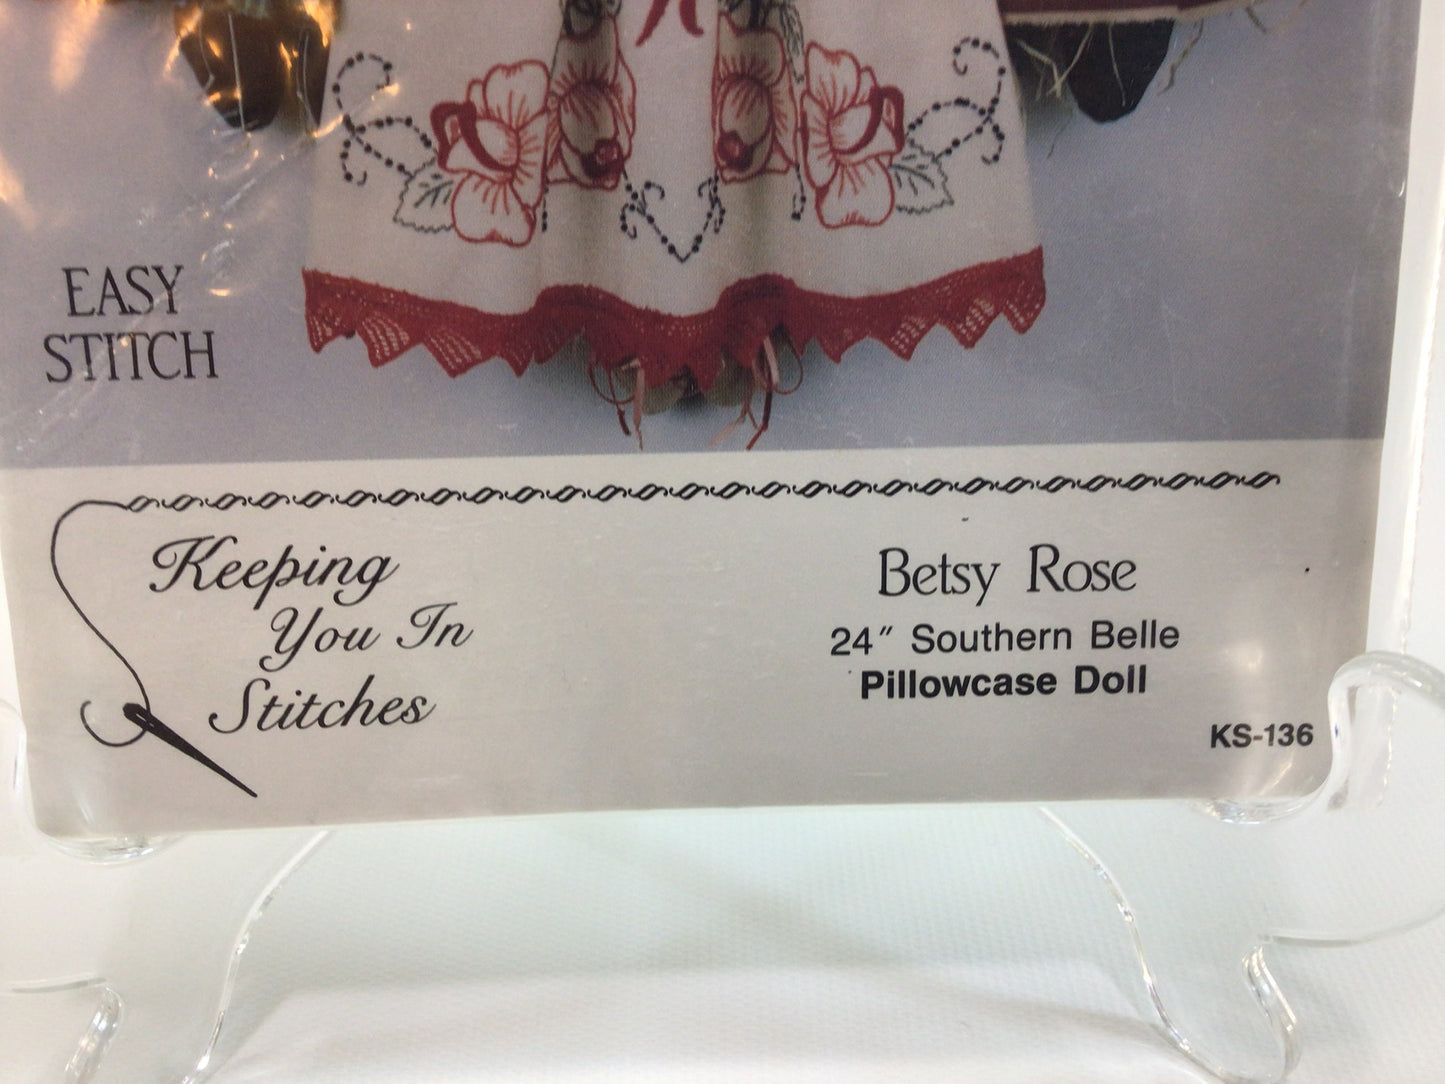 EASY
STITCH
Keeping
You In
Stitches
Betsy Rose
24″ Southern Belle
Pillowcase Doll
KS-136